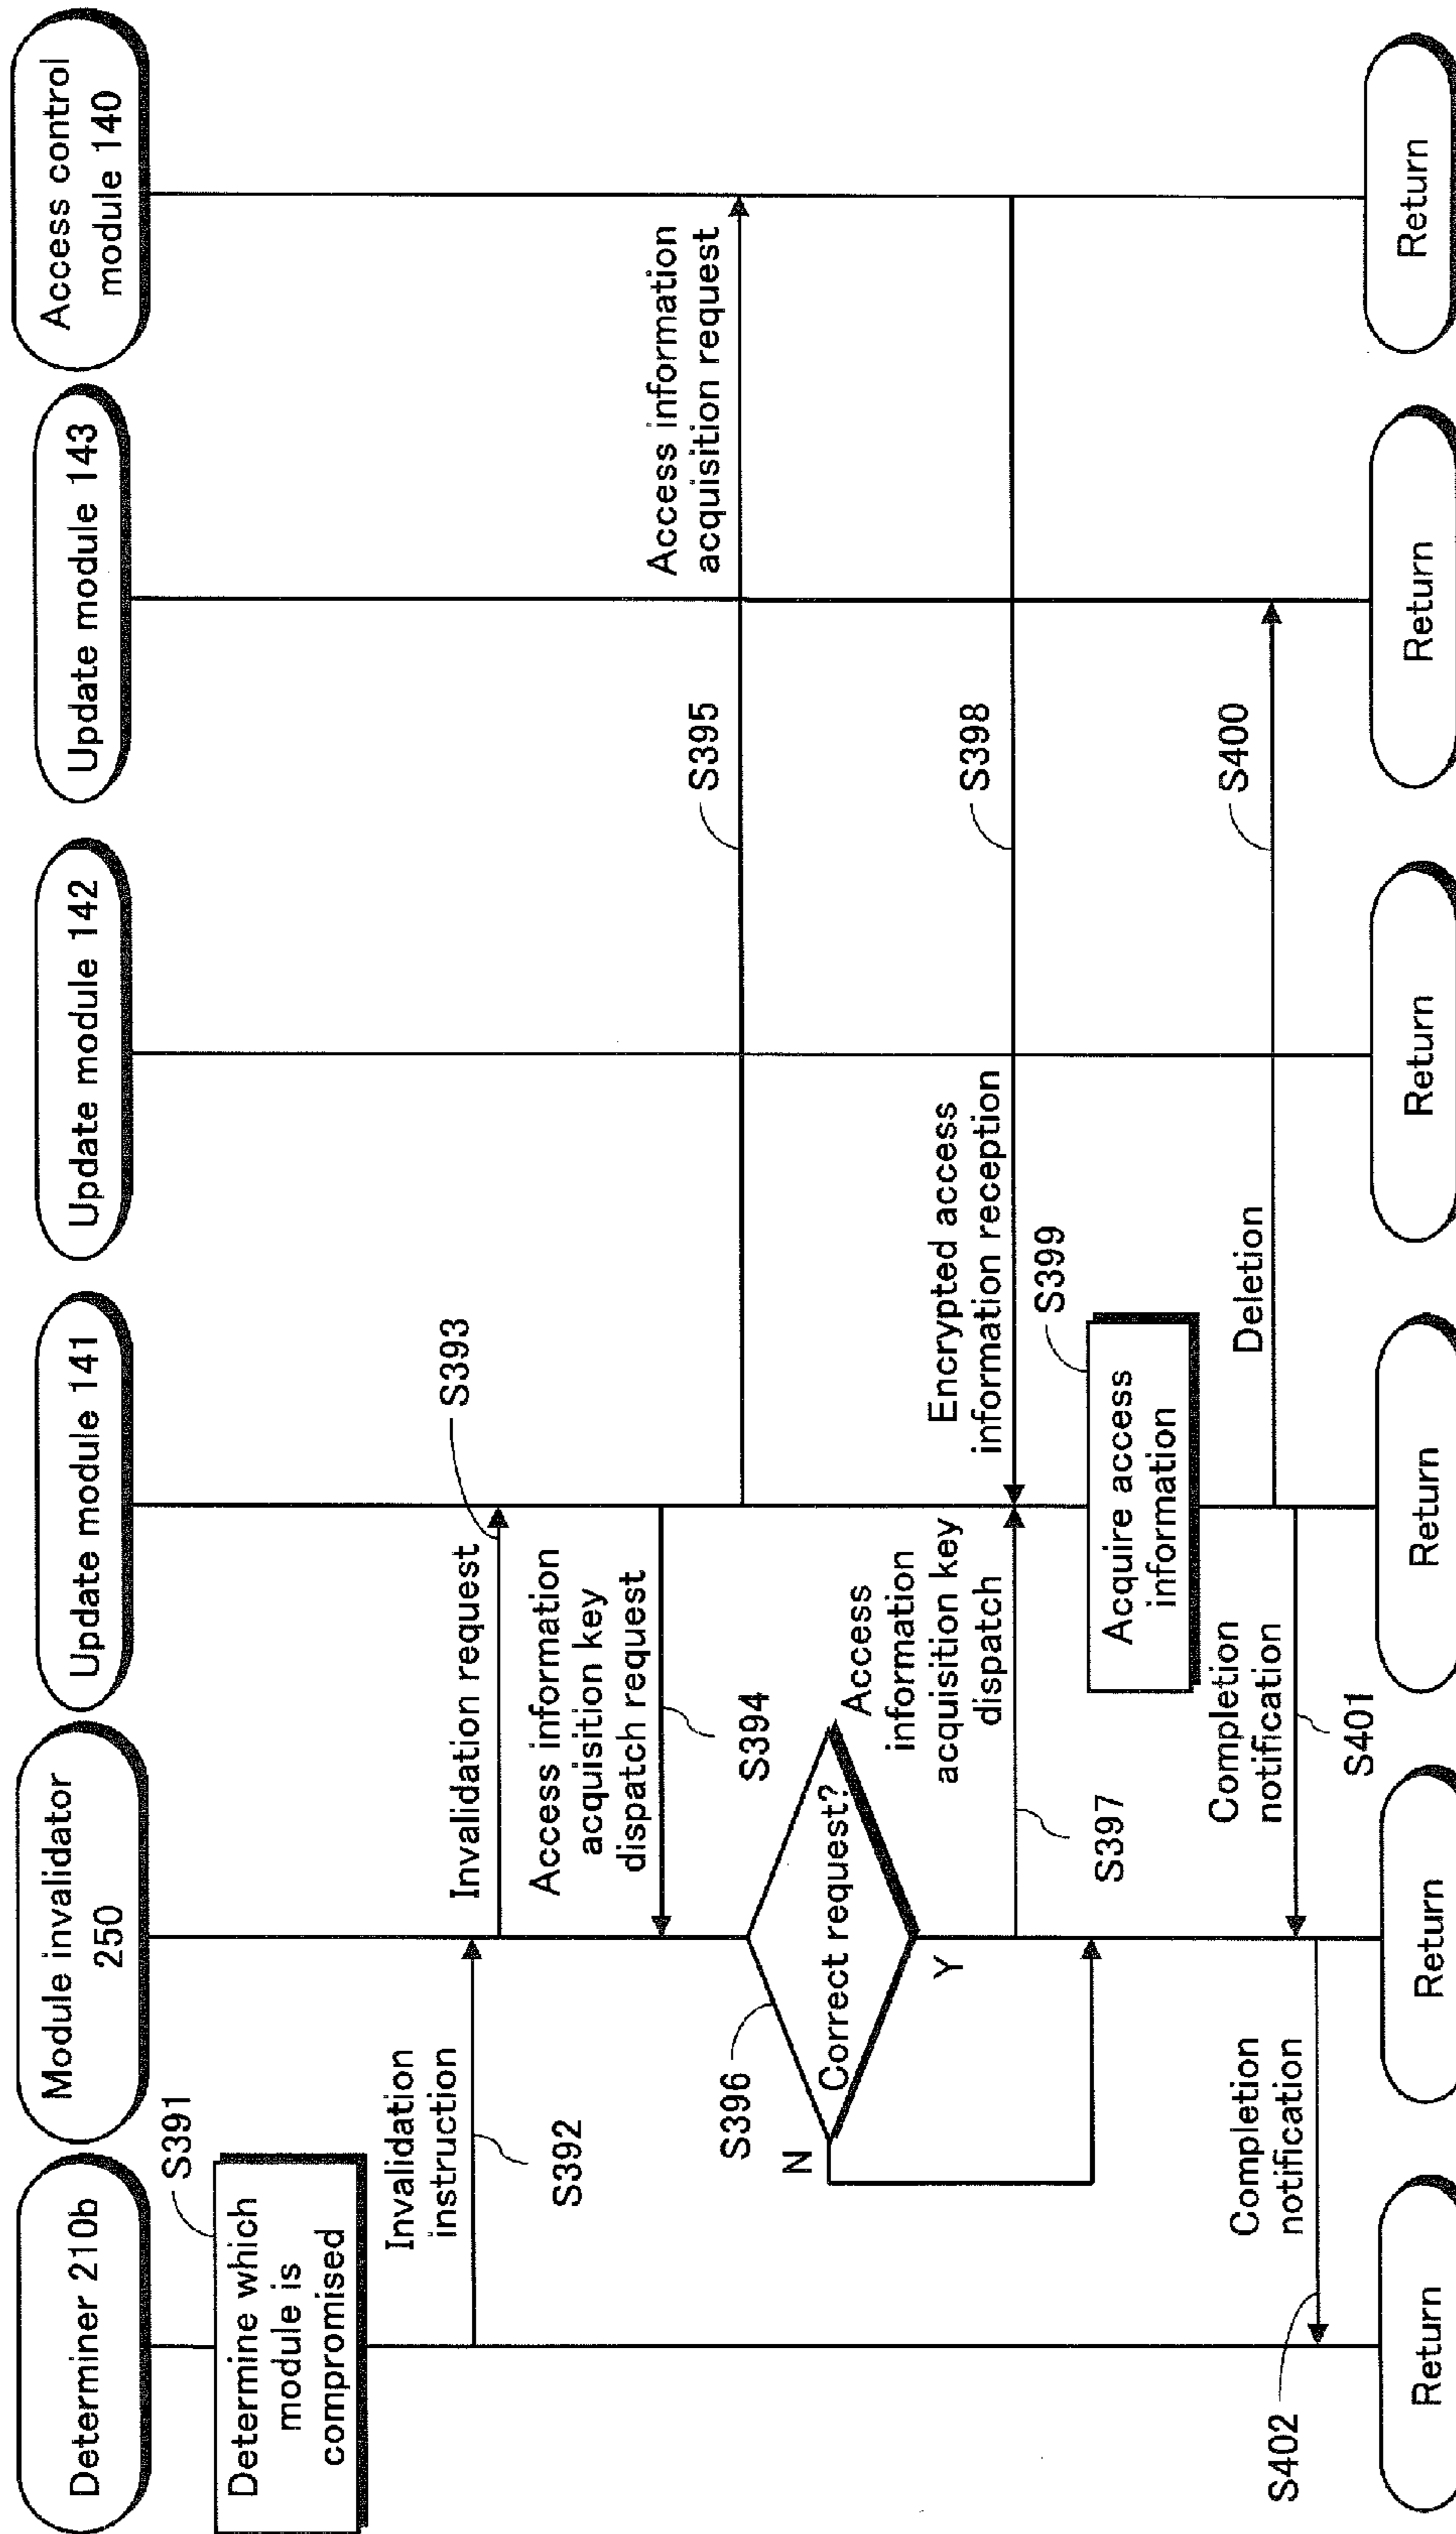 Determiner 210b
Module invalidator
250
Update module 141
Update module 142
Update module 143
Access control
module 140
S391
Determine which
module is
compromised
Invalidation
instruction
S392
Invalidation request
S393
Access information
acquisition key
dispatch request
S394
Access information
acquisition request
S395
S396
Correct request?
N
Y
Access
information
acquisition key
dispatch
S397
Encrypted access
information reception
S398
S399
Acquire access
information
Deletion
S400
Completion
notification
S401
Completion
notification
S402
Return
Return
Return
Return
Return
Return